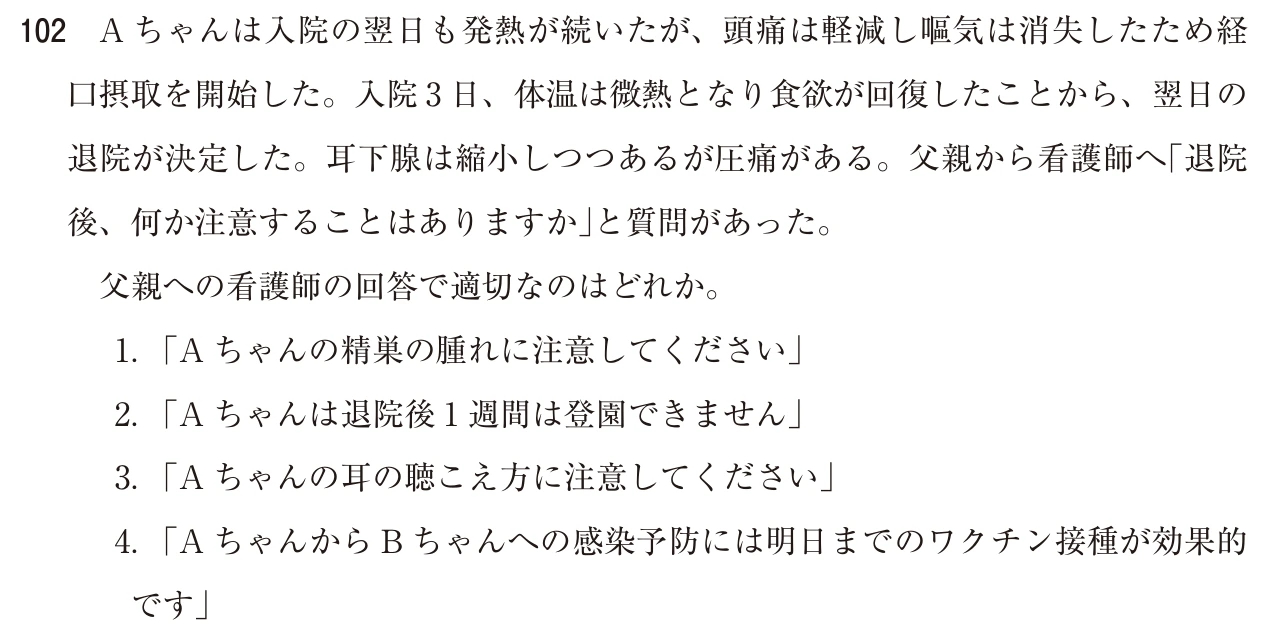 102 Aちゃんは入院の翌日も発熱が続いたが、頭痛は軽減し嘔気は消失したため経
口摂取を開始した。入院3日、体温は微熱となり食欲が回復したことから、翌日の
退院が決定した。耳下腺は縮小しつつあるが圧痛がある。父親から看護師へ「退院
後、何か注意することはありますか」と質問があった。
父親への看護師の回答で適切なのはどれか。
1. 「Aちゃんの精巣の腫れに注意してください」
2. 「Aちゃんは退院後1週間は登園できません」
3. 「Aちゃんの耳の聴こえ方に注意してください」
4. 「AちゃんからBちゃんへの感染予防には明日までのワクチン接種が効果的
です」